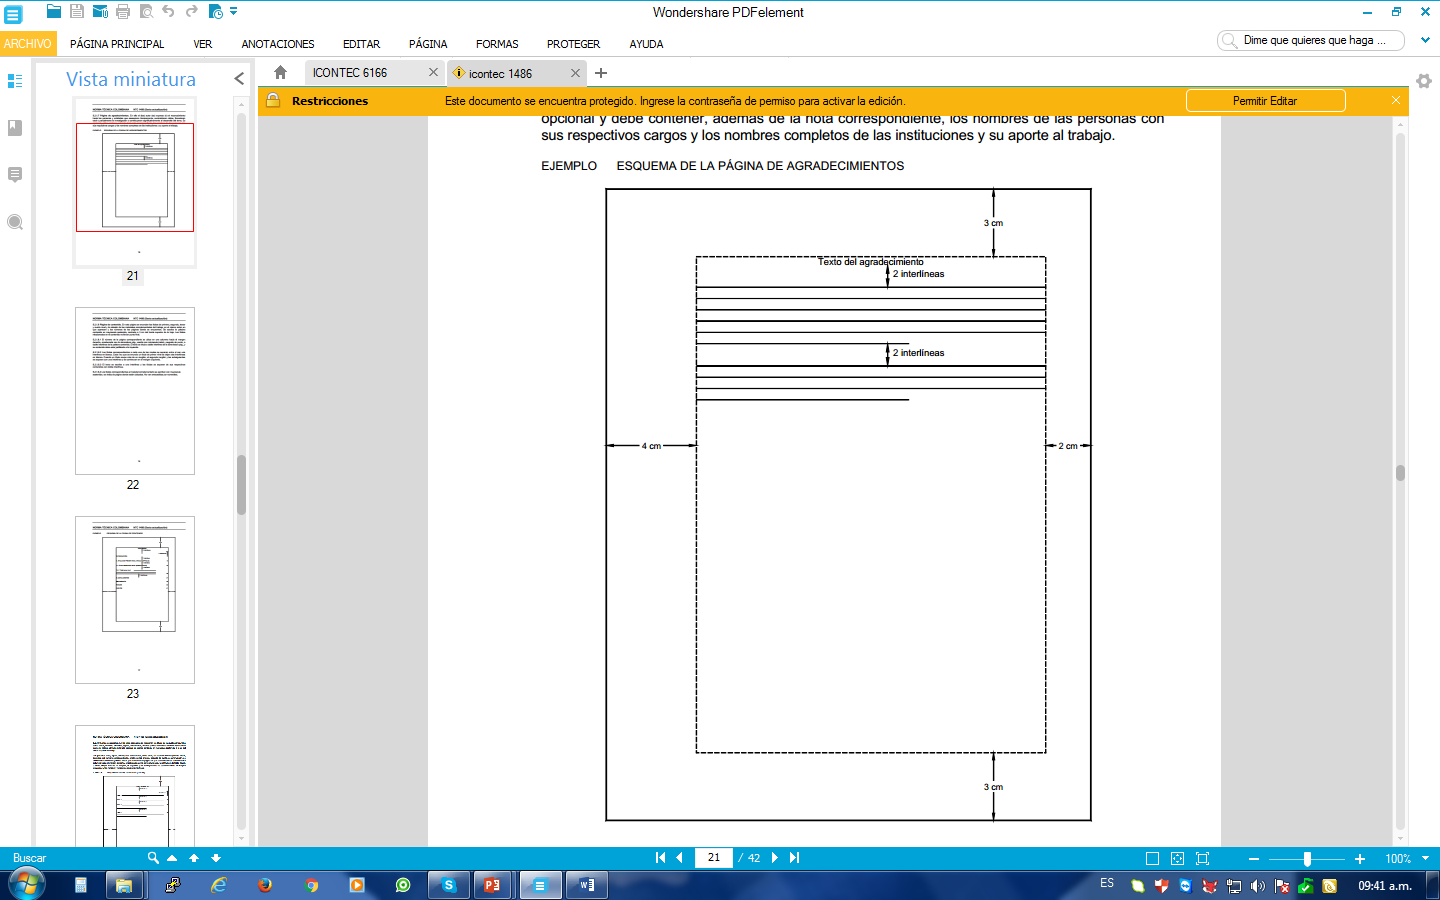 Wondershare PDFelement
ARCHIVO PÁGINA PRINCIPAL VER ANOTACIONES EDITAR PÁGINA FORMAS PROTEGER AYUDA Dime que quieres que haga ...
Vista miniatura
ICONTEC 6166 icontec 1486
Restricciones Este documento se encuentra protegido. Ingrese la contraseña de permiso para activar la edición. Permitir Editar
opcional y debe contener, además de la nota correspondiente, los nombres de las personas con
sus respectivos cargos y los nombres completos de las instituciones y su aporte al trabajo.
EJEMPLO ESQUEMA DE LA PÁGINA DE AGRADECIMIENTOS
3 cm
Texto del agradecimiento
2 interlíneas
2 interlíneas
4 cm
2 cm
3 cm
21
22
23
Buscar
21 / 42
100%
ES
09:41 a.m.